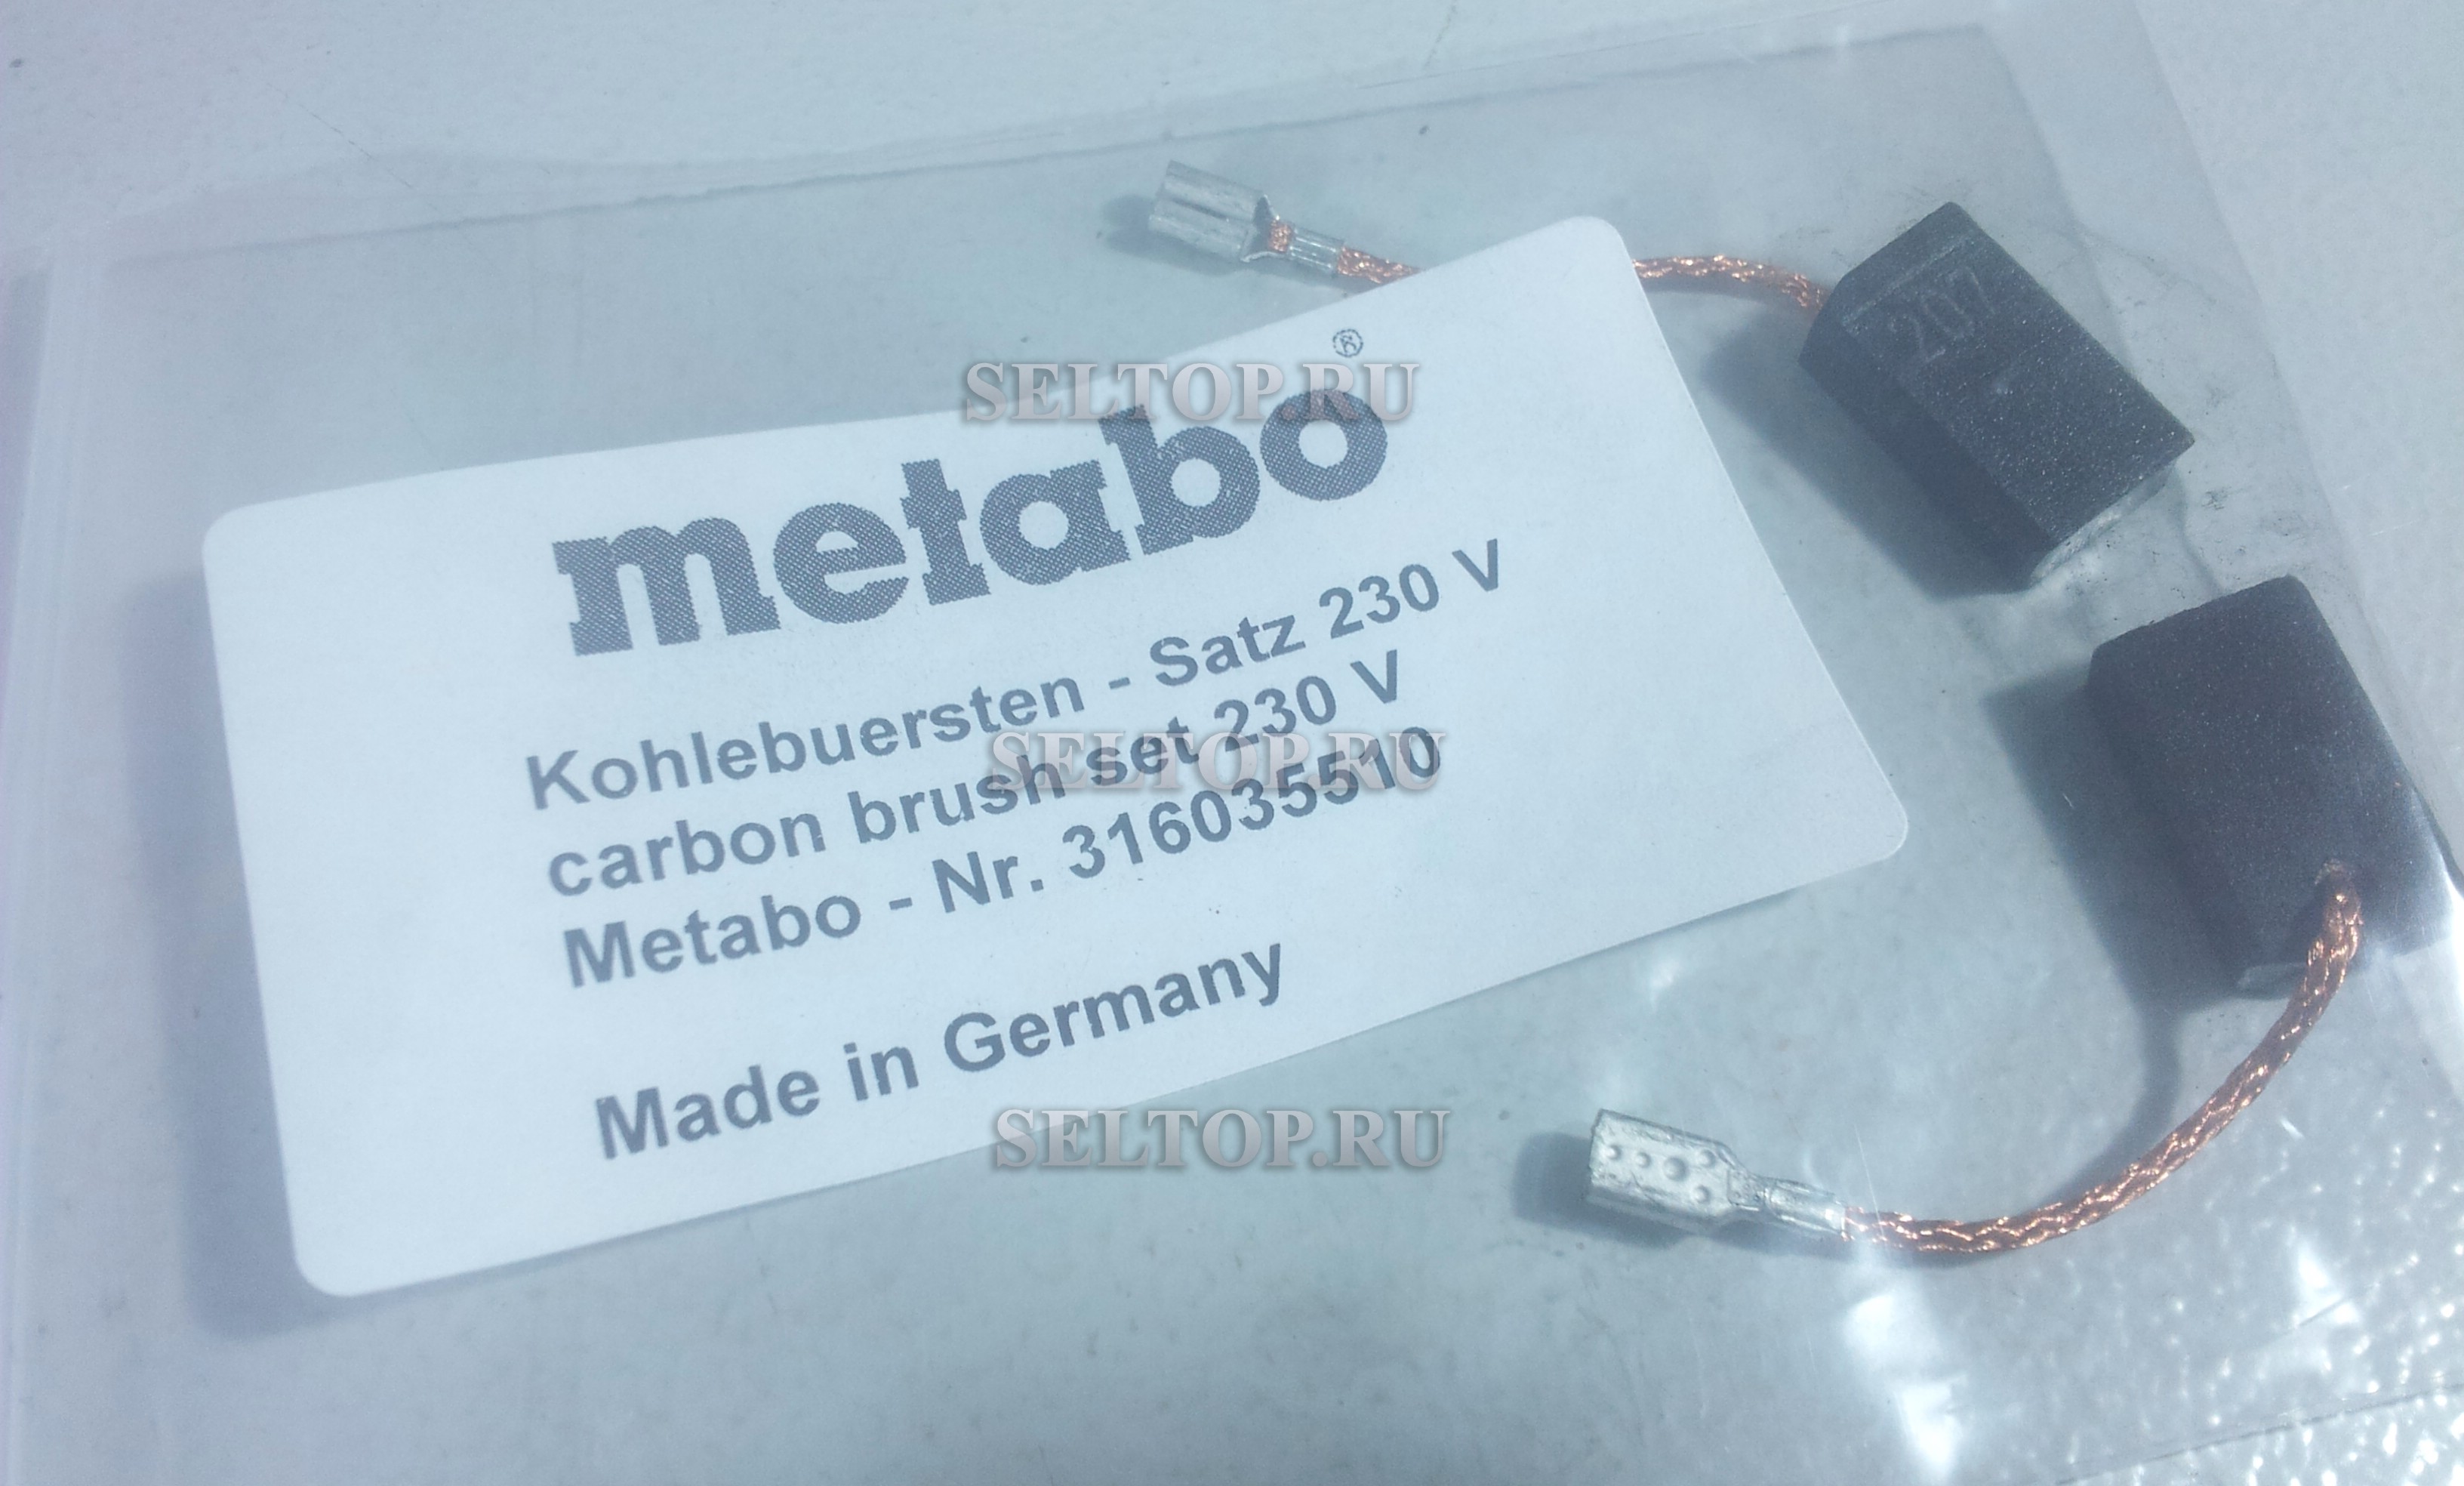 207
SELTOP.RU
metabo®
Kohlebuersten - Satz 230 V
carbon brush set 230 V
SELTOP.RU
Metabo - Nr. 316035510
Made in Germany
SELTOP.RU